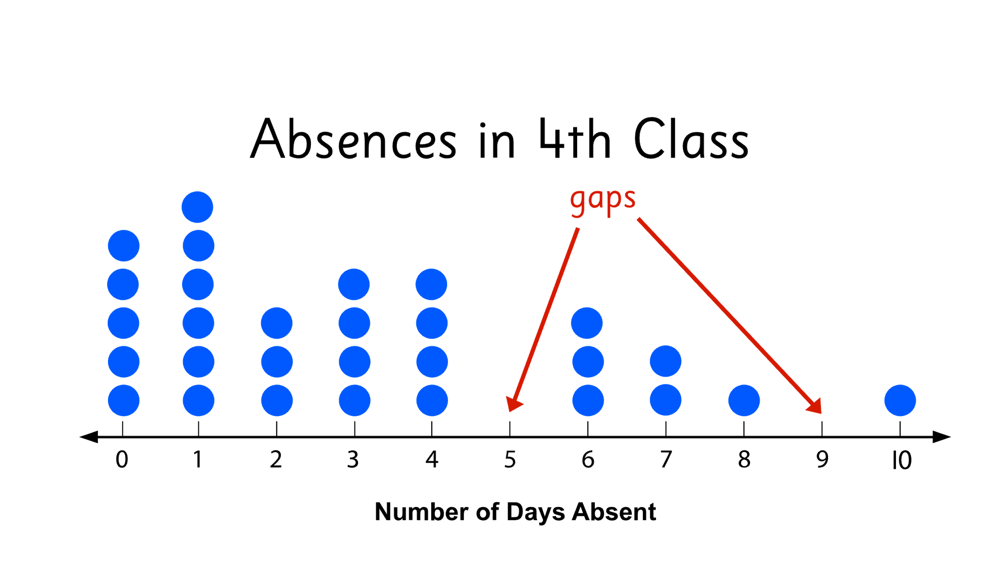 Absences in 4th Class
gaps
0 1 2 3 4 5 6 7 8 9 10
Number of Days Absent